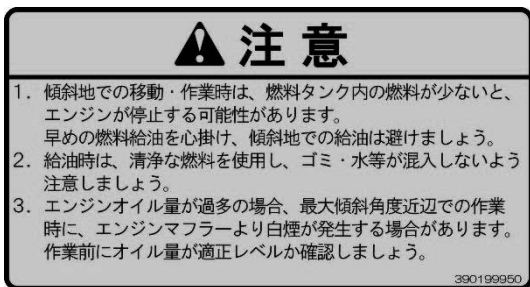 注意
1. 傾斜地での移動・作業時は、燃料タンク内の燃料が少ないと、
エンジンが停止する可能性があります。
早めの燃料給油を心掛け、傾斜地での給油は避けましょう。
2. 給油時は、清浄な燃料を使用し、ゴミ・水等が混入しないよう
注意しましょう。
3. エンジンオイル量が過多の場合、最大傾斜角度近辺での作業
時に、エンジンマフラーより白煙が発生する場合があります。
作業前にオイル量が適正レベルか確認しましょう。
390199950